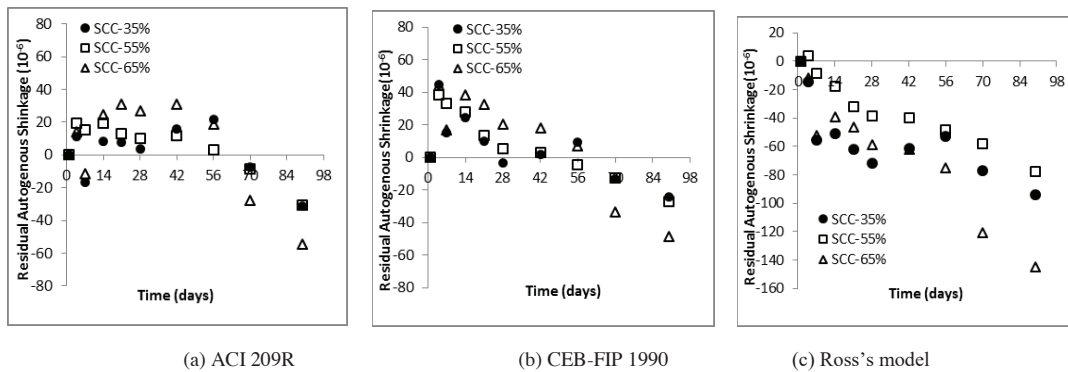 80
60
40
20
0
-20
-40
-60
-80
Residual Autogenous Shinkage (10⁻⁶)
SCC-35%
SCC-55%
SCC-65%
0 14 28 42 56 70 84 98
Time (days)
(a) ACI 209R
80
60
40
20
0
-20
-40
-60
-80
Residual Autogenous Shrinkage(10⁻⁶)
SCC-35%
SCC-55%
SCC-65%
0 14 28 42 56 70 84 98
Time (days)
(b) CEB-FIP 1990
20
0
-20
-40
-60
-80
-100
-120
-140
-160
Residual Autogenous Shrinkage (10⁻⁶)
0 14 28 42 56 70 84 98
SCC-35%
SCC-55%
SCC-65%
Time (days)
(c) Ross's model